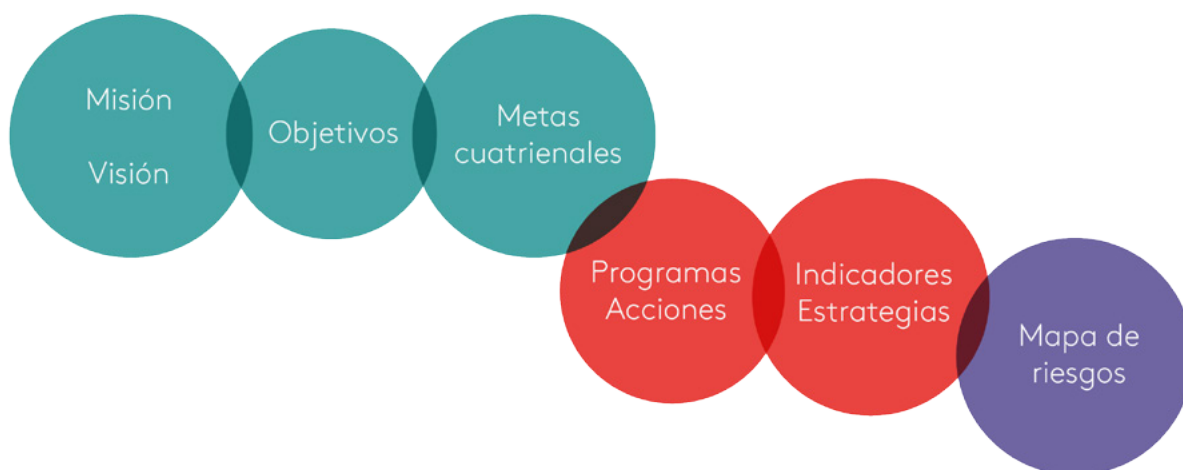 Misión
Visión
Objetivos
Metas
cuatrienales
Programas
Acciones
Indicadores
Estrategias
Mapa de
riesgos